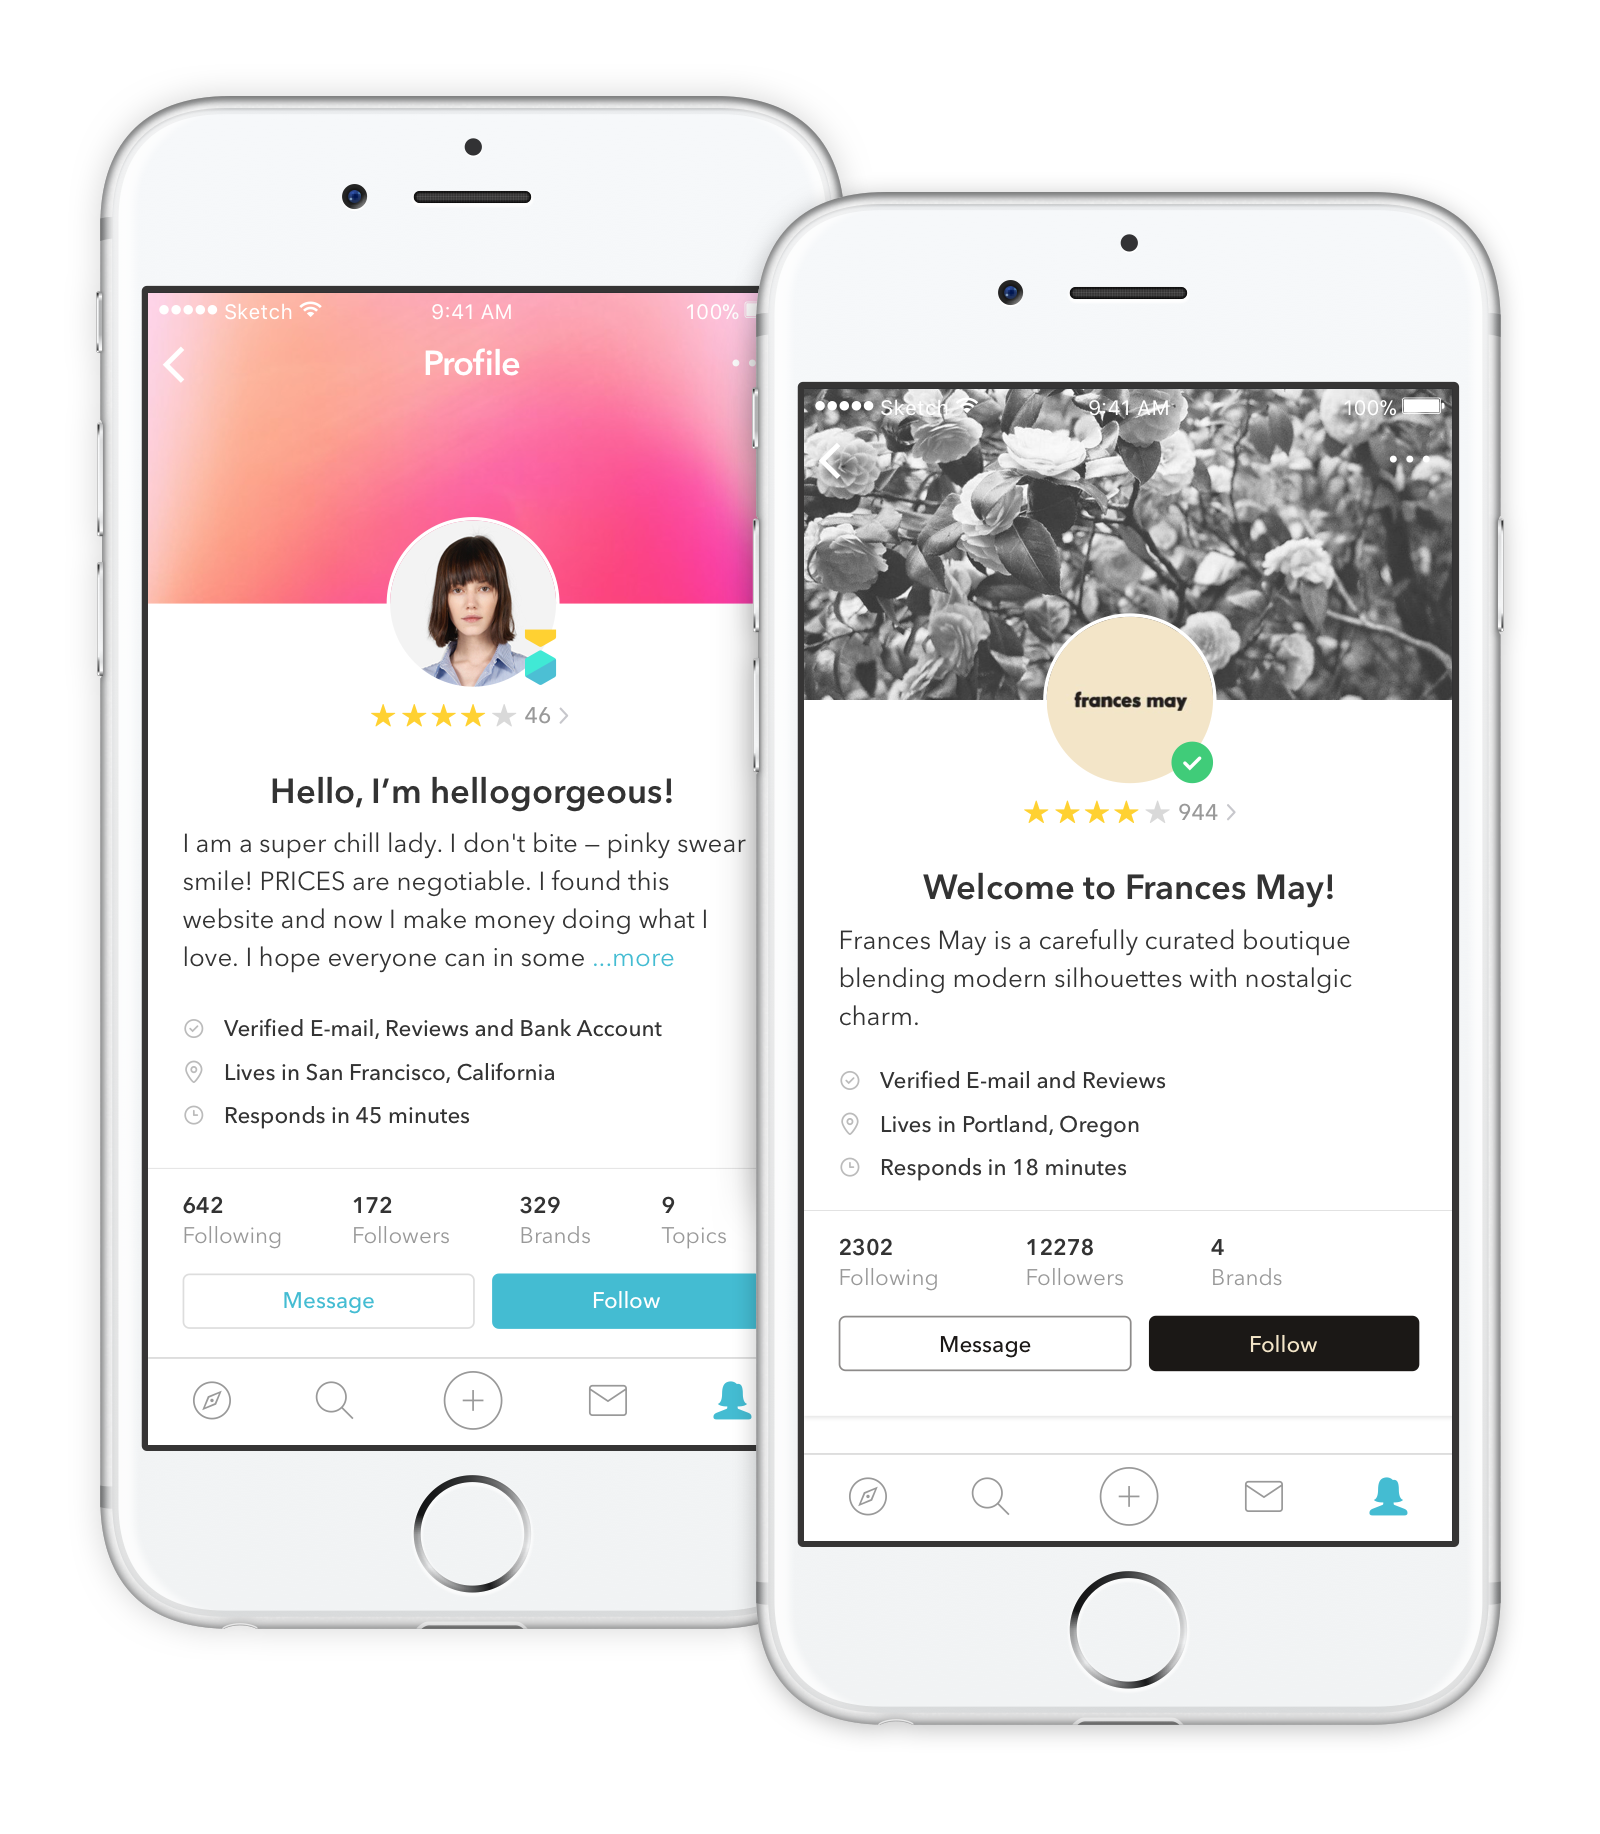 Sketch 9:41 AM 100%
Profile
46
Hello, I’m hellogorgeous!
I am a super chill lady. I don't bite – pinky swear
smile! PRICES are negotiable. I found this
website and now I make money doing what I
love. I hope everyone can in some ...more
Verified E-mail, Reviews and Bank Account
Lives in San Francisco, California
Responds in 45 minutes
642 172 329 9
Following Followers Brands Topics
Message Follow
Sketch 9:41 AM 100%
frances may
944
Welcome to Frances May!
Frances May is a carefully curated boutique
blending modern silhouettes with nostalgic
charm.
Verified E-mail and Reviews
Lives in Portland, Oregon
Responds in 18 minutes
2302 12278 4
Following Followers Brands
Message Follow